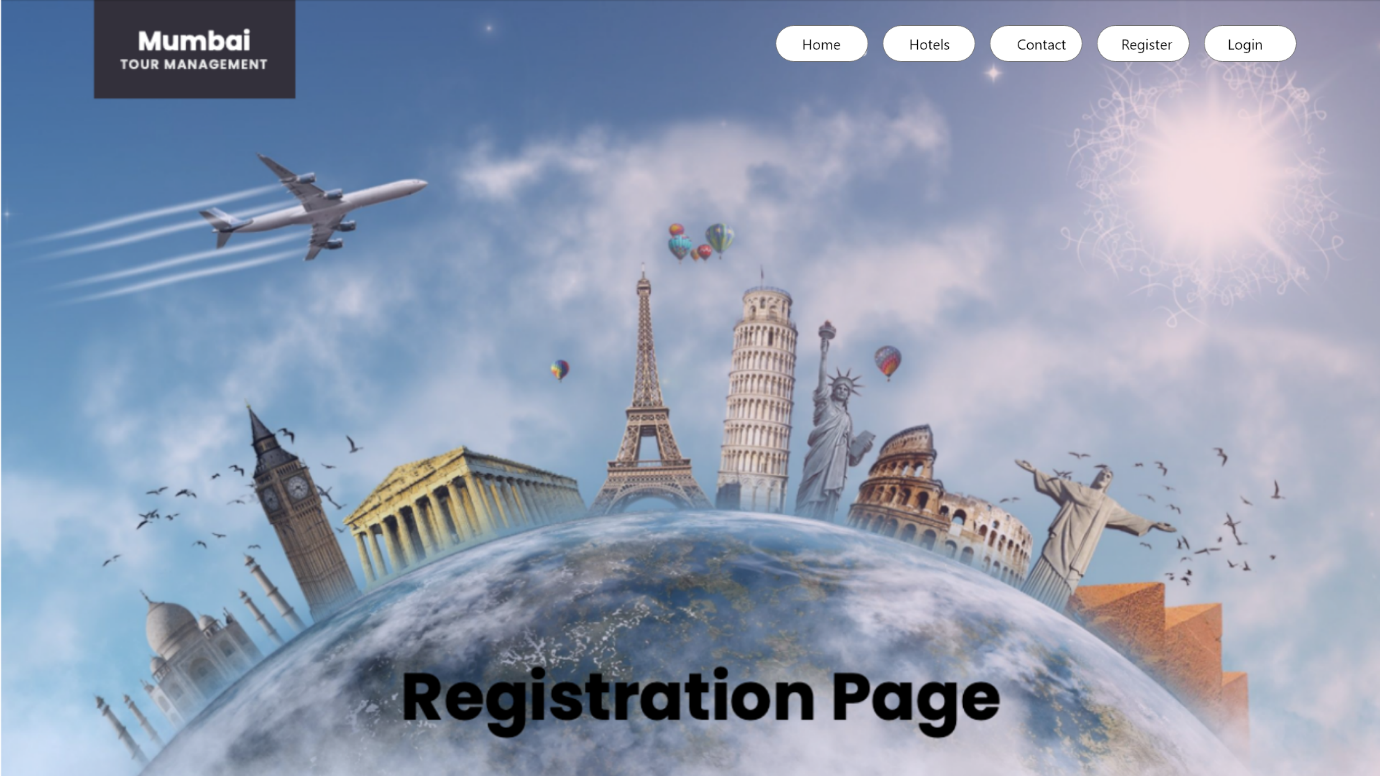 Mumbai
TOUR MANAGEMENT
Home
Hotels
Contact
Register
Login
Registration Page